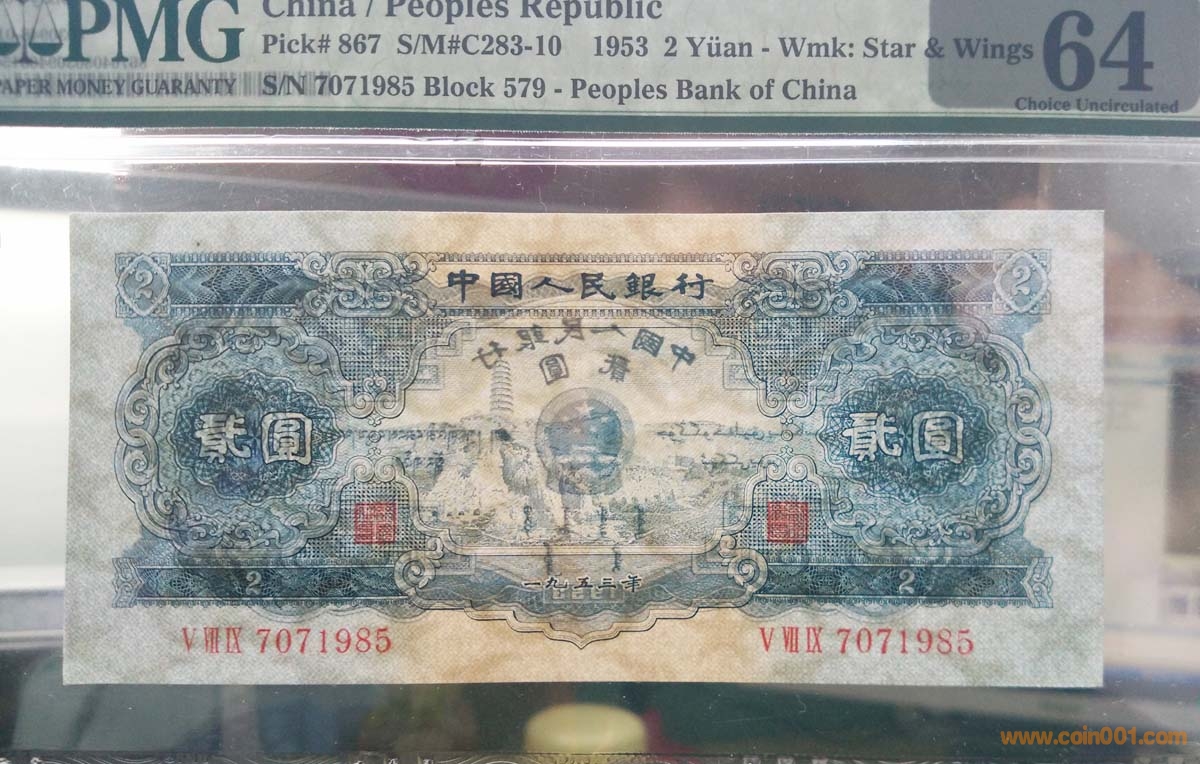 China / Peoples Republic
PMG
Pick# 867 S/M#C283-10 1953 2 Yüan - Wmk: Star & Wings
64
PAPER MONEY GUARANTY
S/N 7071985 Block 579 - Peoples Bank of China
Choice Uncirculated
2
2
中國人民銀行
中國人民銀行
貳圓
貳圓
貳圓
2
一九五三年
2
V VII IX 7071985
V VII IX 7071985
www.coin001.com